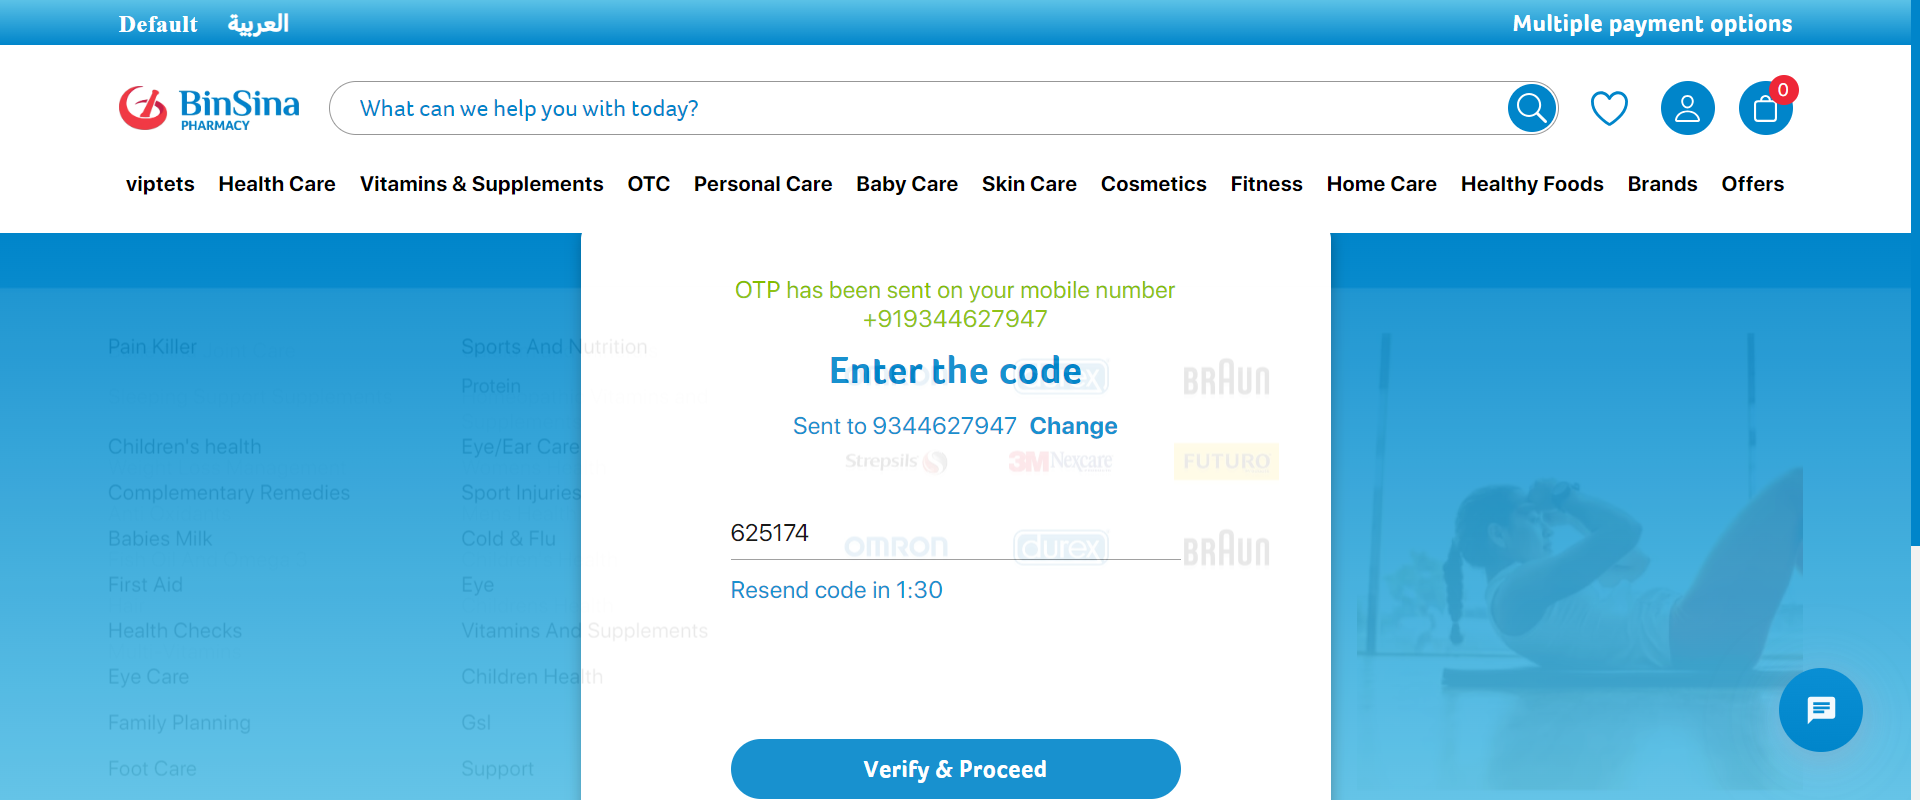 Default العربية Multiple payment options
BinSina
PHARMACY
What can we help you with today?
0
viptets Health Care Vitamins & Supplements OTC Personal Care Baby Care Skin Care Cosmetics Fitness Home Care Healthy Foods Brands Offers
OTP has been sent on your mobile number
+919344627947
Enter the code
Sent to 9344627947 Change
625174
Resend code in 1:30
Verify & Proceed
Pain Killer
Children's health
Complementary Remedies
Babies Milk
First Aid
Health Checks
Eye Care
Family Planning
Foot Care
Sports And Nutrition
Protein
Eye/Ear Care
Sport Injuries
Cold & Flu
Eye
Vitamins And Supplements
Children Health
Gsl
Support
BRAUN
Strepsils 3M Nexcare FUTURO
OMRON durex BRAUN